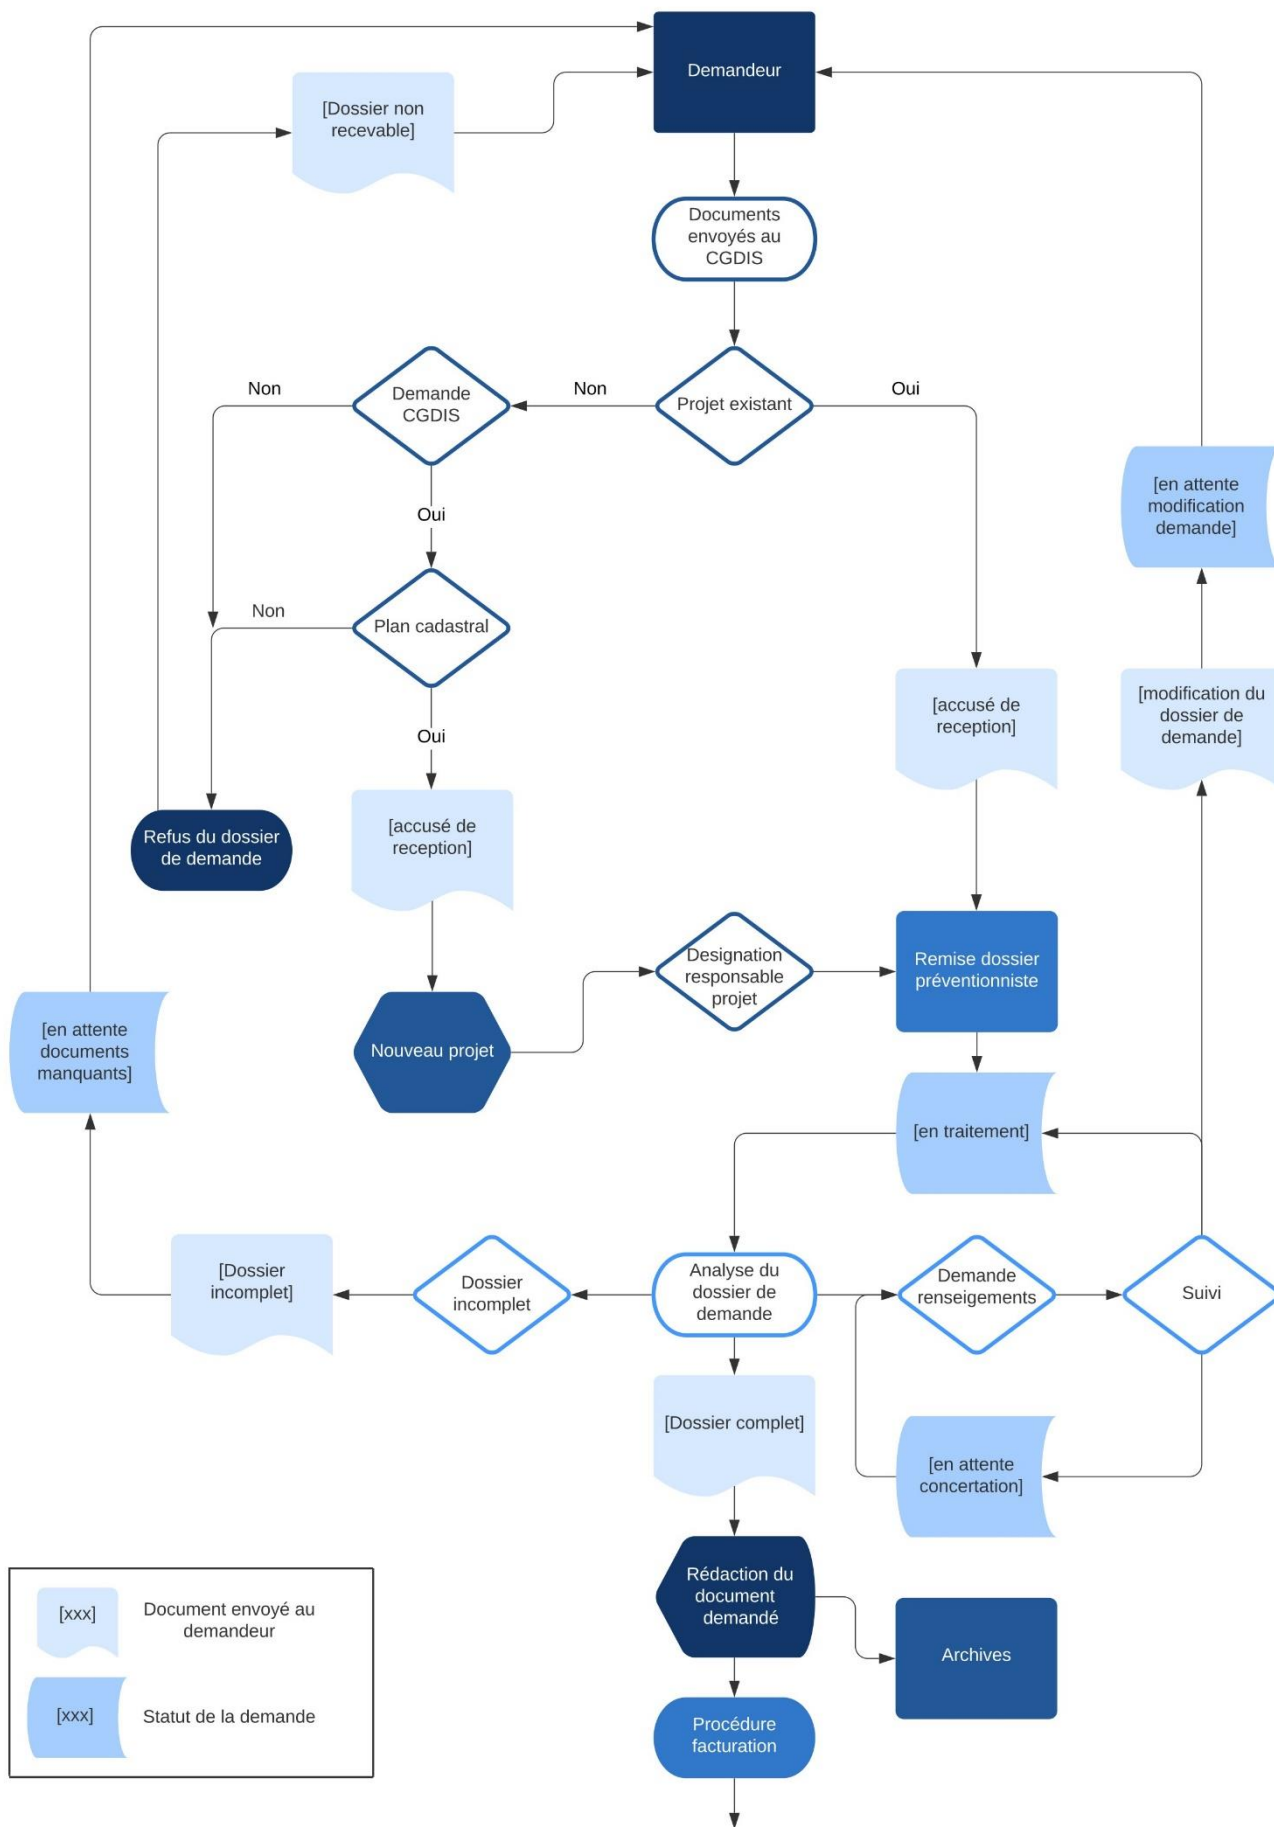 Demandeur
[Dossier non
recevable]
Documents
envoyés au
CGDIS
Non
Demande
CGDIS
Non
Projet existant
Oui
[en attente
modification
demande]
Oui
Non
Plan cadastral
[accusé de
reception]
[modification du
dossier de
demande]
Oui
Refus du dossier
de demande
[accusé de
reception]
Designation
responsable
projet
Remise dossier
préventionniste
[en attente
documents
manquants]
Nouveau projet
[en traitement]
[Dossier
incomplet]
Dossier
incomplet
Analyse du
dossier de
demande
Demande
renseigements
Suivi
[Dossier complet]
[en attente
concertation]
Rédaction du
document
demandé
Archives
[xxx]
Document envoyé au
demandeur
[xxx]
Statut de la demande
Procédure
facturation